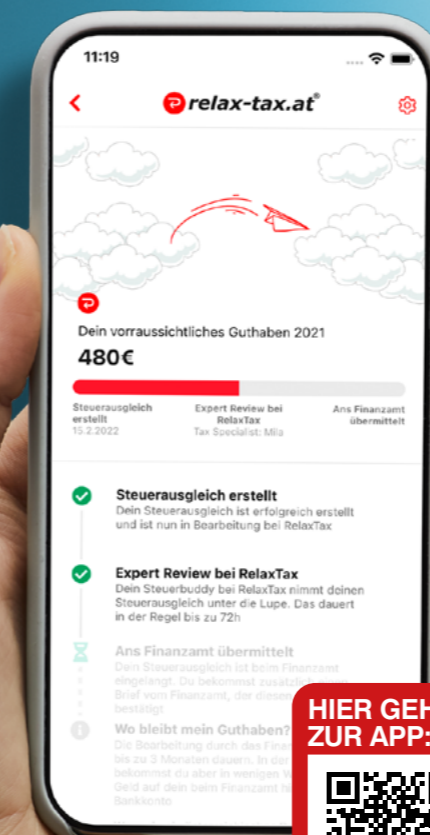 11:19
relax-tax.at®
Dein vorraussichtliches Guthaben 2021
480€
Steuerausgleich erstellt
15.2.2022
Expert Review bei RelaxTax
Tax Specialist: Mila
Ans Finanzamt übermittelt
Steuerausgleich erstellt
Dein Steuerausgleich ist erfolgreich erstellt
und ist nun in Bearbeitung bei RelaxTax
Expert Review bei RelaxTax
Dein Steuerbuddy bei RelaxTax nimmt deinen
Steuerausgleich unter die Lupe. Das dauert
in der Regel bis zu 72h
Ans Finanzamt übermittelt
Dein Steuerausgleich ist beim Finanzamt
eingelangt. Du bekommst zusätzlich
Brief vom Finanzamt, der diesen
bestätigt
Wo bleibt mein Guthaben?
Die Bearbeitung durch das
bis zu 3 Monaten dauern. In der
bekommst du aber in wenigen
Geld auf dein beim Finanzamt
Bankkonto
HIER GEH
ZUR APP: